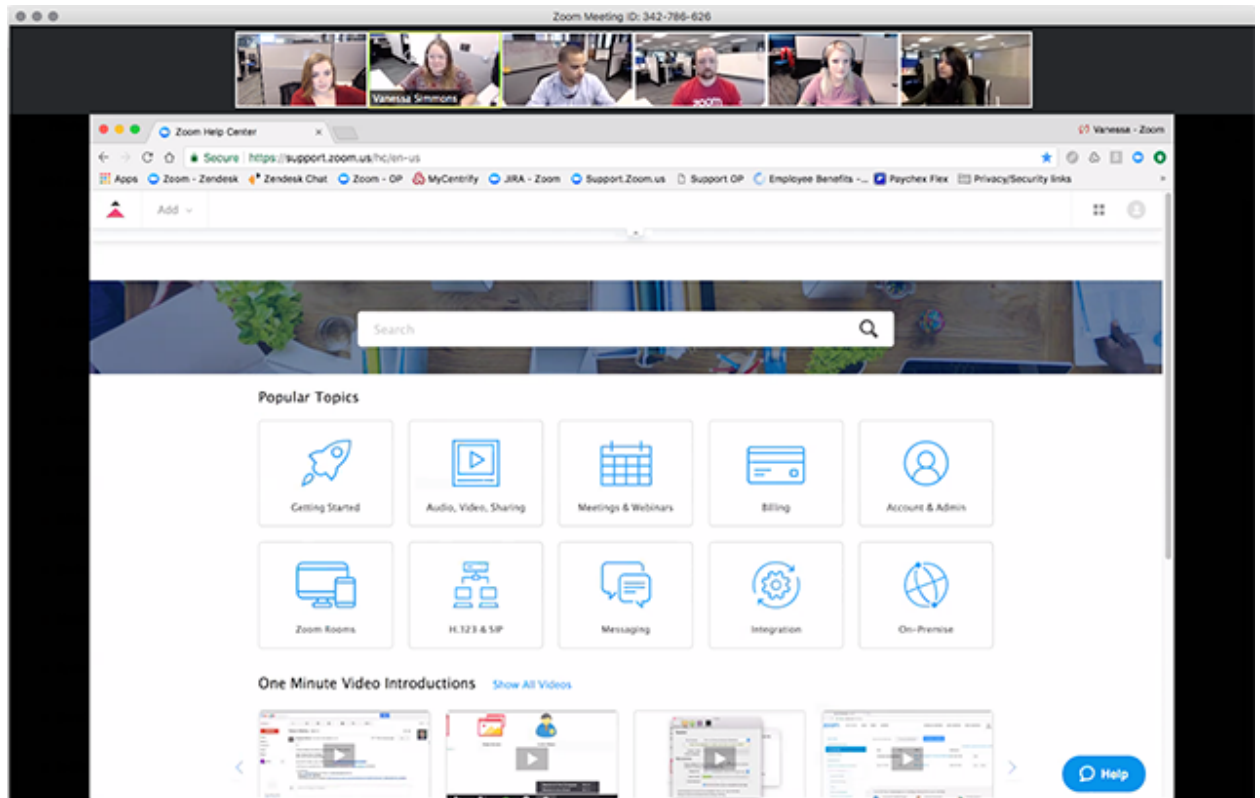 Zoom Meeting ID: 342-786-626
Vanessa Simmons
zoom
Zoom Help Center
Vanessa - Zoom
Secure https://support.zoom.us/hc/en-us
Apps Zoom - Zendesk Zendesk Chat Zoom - OP MyCentrify JIRA - Zoom Support.Zoom.us Support OP Employee Benefits -... Paychex Flex Privacy/Security links »
Add
Search
Popular Topics
Getting Started Audio, Video, Sharing Meetings & Webinars Billing Account & Admin
Zoom Rooms H.323 & SIP Messaging Integration On-Premise
One Minute Video Introductions Show All Videos
Help